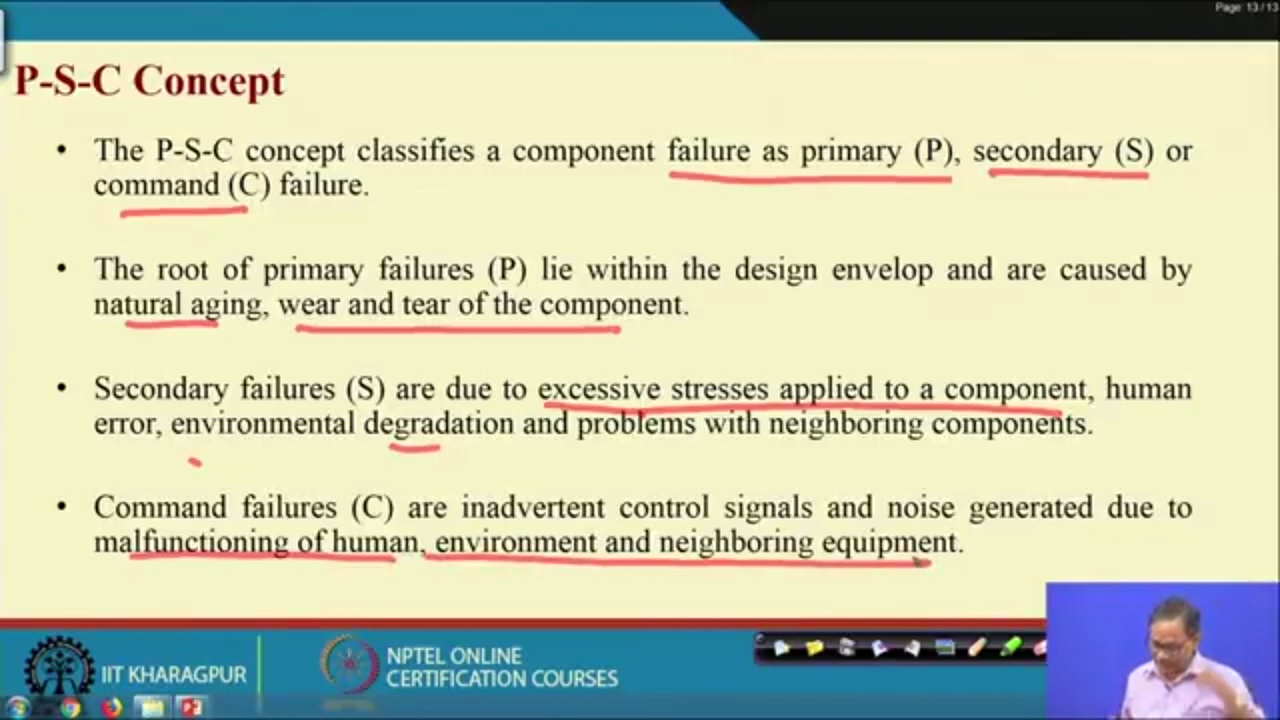 Page: 13/13
P-S-C Concept
• The P-S-C concept classifies a component failure as primary (P), secondary (S) or
command (C) failure.
• The root of primary failures (P) lie within the design envelop and are caused by
natural aging, wear and tear of the component.
• Secondary failures (S) are due to excessive stresses applied to a component, human
error, environmental degradation and problems with neighboring components.
• Command failures (C) are inadvertent control signals and noise generated due to
malfunctioning of human, environment and neighboring equipment.
IIT KHARAGPUR
NPTEL ONLINE
CERTIFICATION COURSES